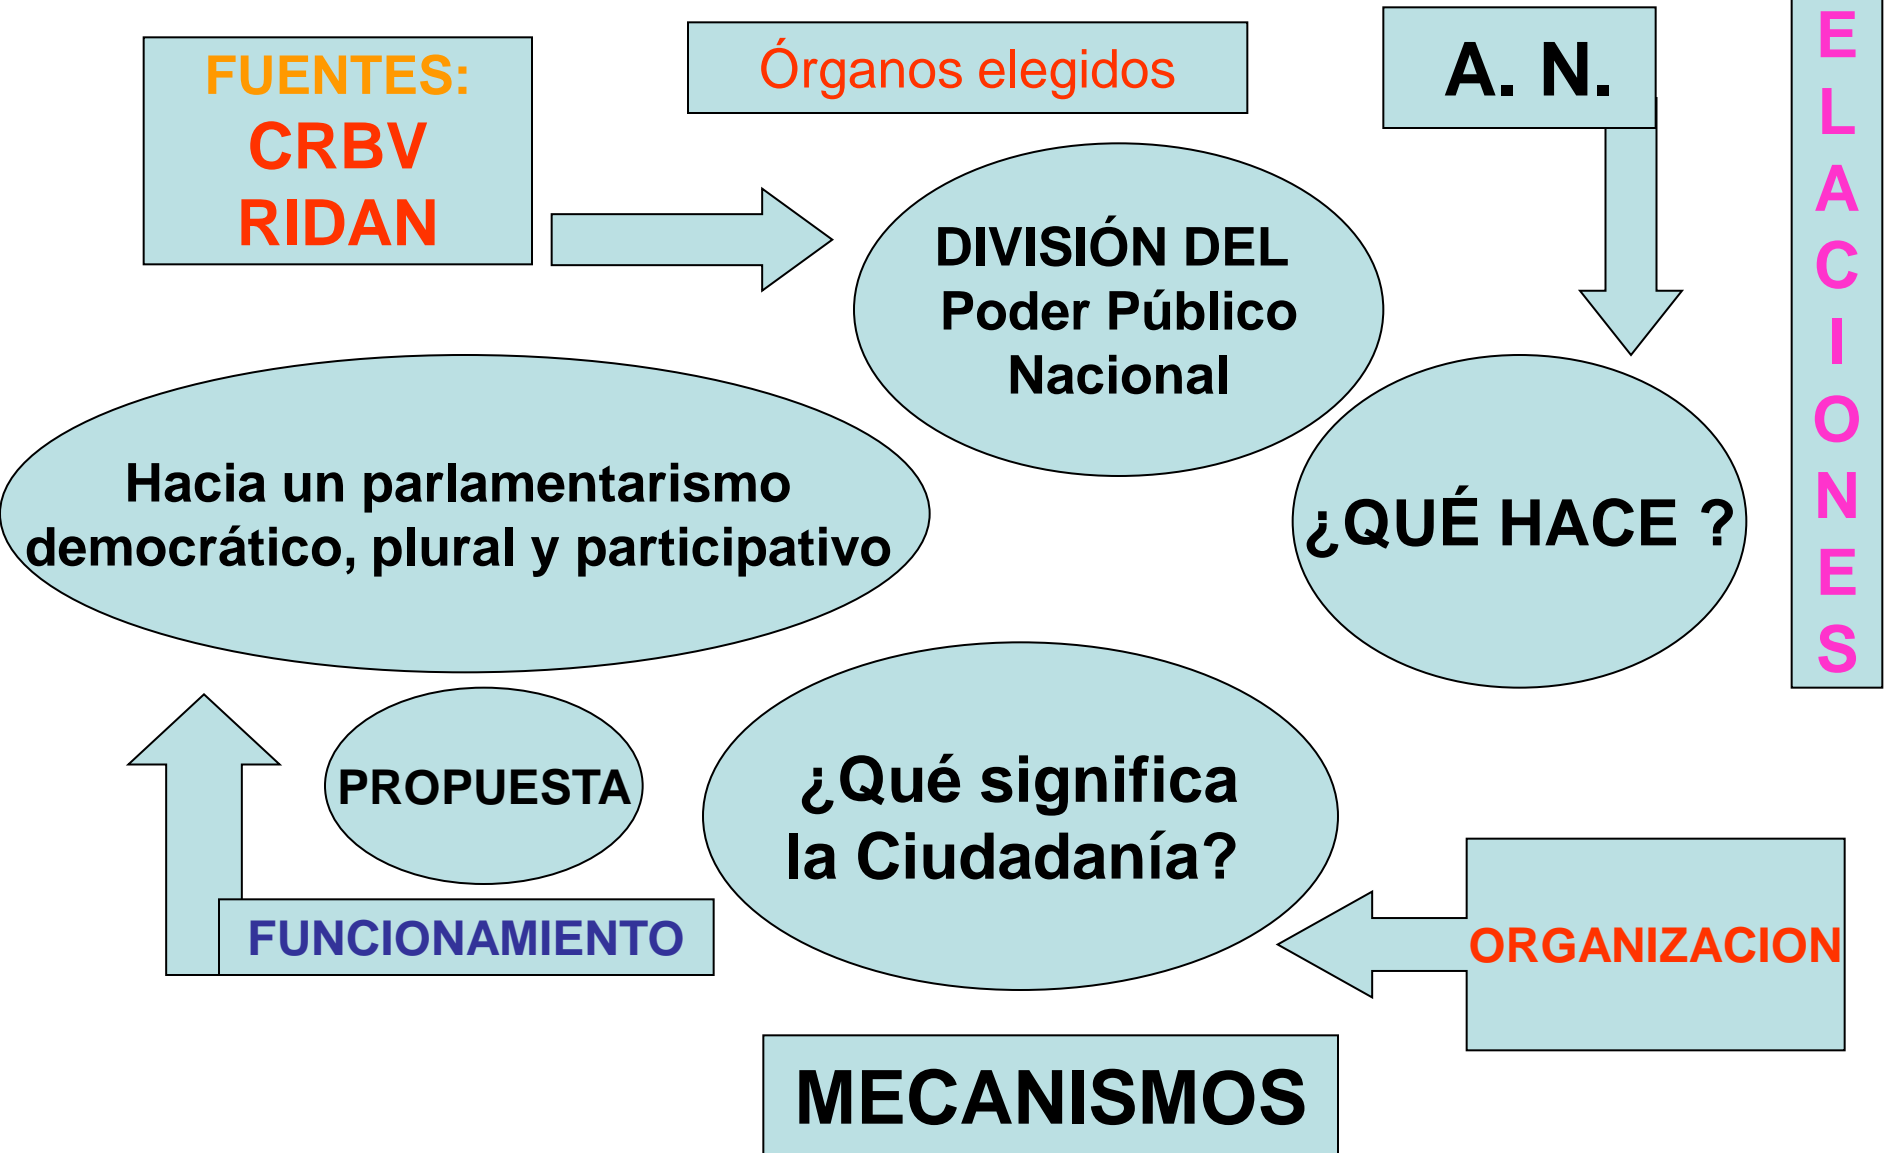 FUENTES:
CRBV
RIDAN
Órganos elegidos
A. N.
E
L
A
C
I
O
N
E
S
DIVISIÓN DEL
Poder Público
Nacional
Hacia un parlamentarismo
democrático, plural y participativo
¿QUÉ HACE ?
PROPUESTA
¿Qué significa
la Ciudadanía?
FUNCIONAMIENTO
ORGANIZACION
MECANISMOS